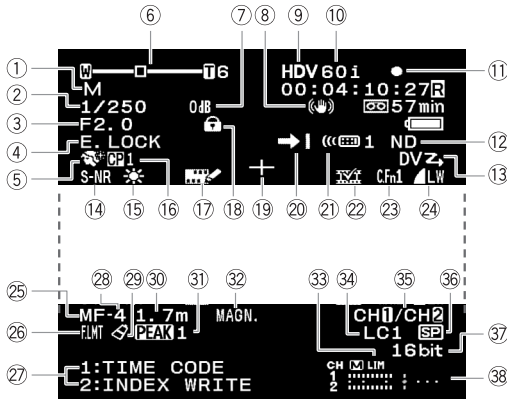 ⑥ ⑦ ⑧ ⑨ ⑩
W T6 HDV 60i ⑪
① M 00:04:10:27 R
② 1/250 0dB 57min
③ F2.0
④ E. LOCK 1 ND ⑫
⑤ CP1 DV ⑬
S-NR C.Fn1 LW
⑭ ⑮ ⑯ ⑰ ⑱ ⑲ ⑳ ㉑ ㉒ ㉓ ㉔
㉘ ㉙ ㉚ ㉛ ㉜ ㉝ ㉞ ㉟ ㊱
㉕ MF-4 1.7m MAGN. CH1/CH2
㉖ F.LMT PEAK 1 LC1 SP
16bit ㊲
㉗ 1:TIME CODE CH M LIM
2:INDEX WRITE 1
2 ㊳